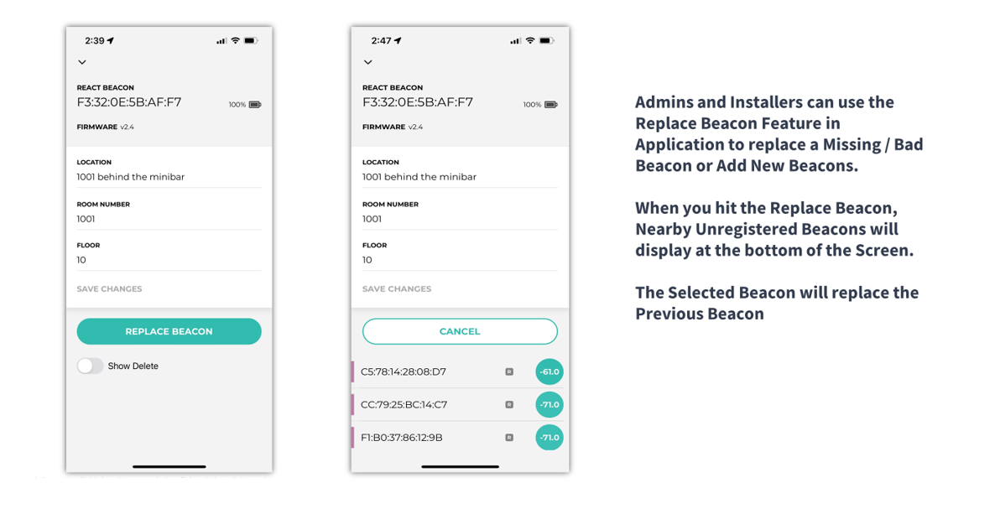 2:39
REACT BEACON
F3:32:0E:5B:AF:F7
100%
FIRMWARE v2.4
LOCATION
1001 behind the minibar
ROOM NUMBER
1001
FLOOR
10
SAVE CHANGES
REPLACE BEACON
Show Delete
2:47
REACT BEACON
F3:32:0E:5B:AF:F7
100%
FIRMWARE v2.4
LOCATION
1001 behind the minibar
ROOM NUMBER
1001
FLOOR
10
SAVE CHANGES
CANCEL
C5:78:14:28:08:D7 R -61.0
CC:79:25:BC:14:C7 R -71.0
F1:B0:37:86:12:9B R -71.0
Admins and Installers can use the
Replace Beacon Feature in
Application to replace a Missing / Bad
Beacon or Add New Beacons.
When you hit the Replace Beacon,
Nearby Unregistered Beacons will
display at the bottom of the Screen.
The Selected Beacon will replace the
Previous Beacon